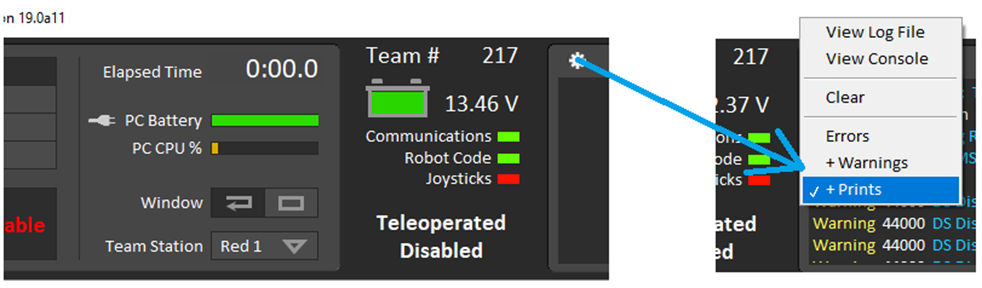 on 19.0a11
Elapsed Time 0:00.0
PC Battery
PC CPU %
Window
Team Station Red 1
able
Team # 217
13.46 V
Communications
Robot Code
Joysticks
Teleoperated
Disabled
217
2.37 V
ons
ode
icks
ated
ed
View Log File
View Console
Clear
Errors
+ Warnings
✓ + Prints
Warning 44000 DS Dis
Warning 44000 DS Dis